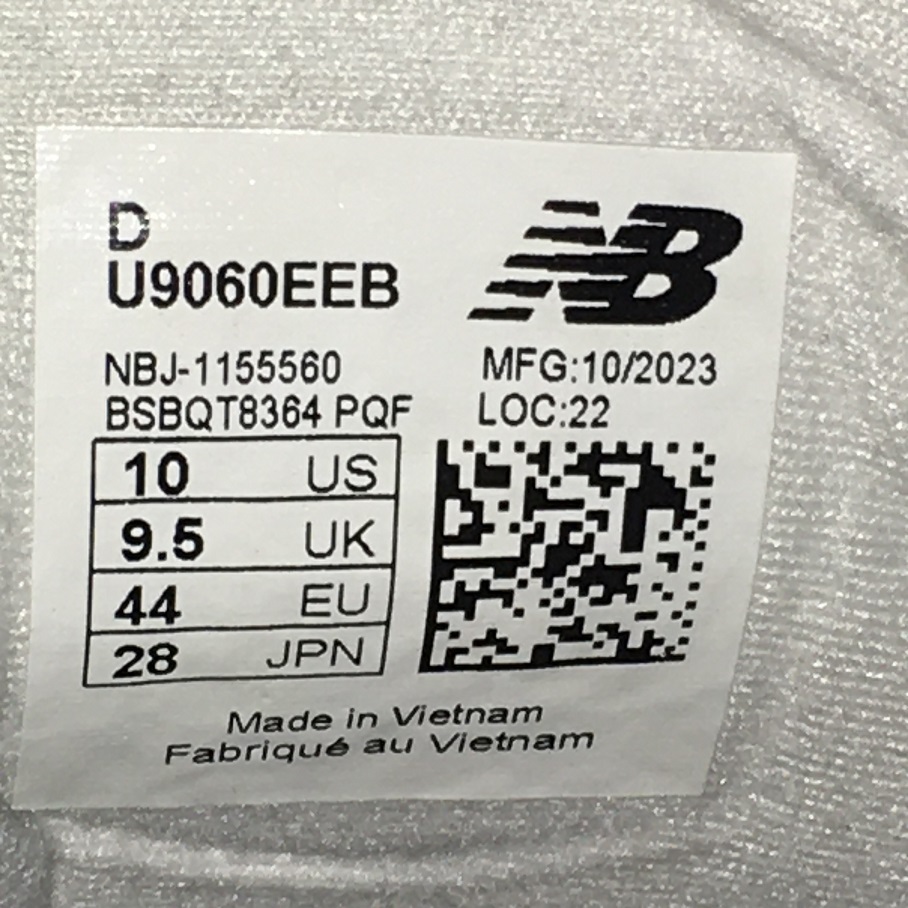 D
U9060EEB
NB
NBJ-1155560
MFG:10/2023
BSBQT8364 PQF
LOC:22
10 US
9.5 UK
44 EU
28 JPN
Made in Vietnam
Fabriqué au Vietnam